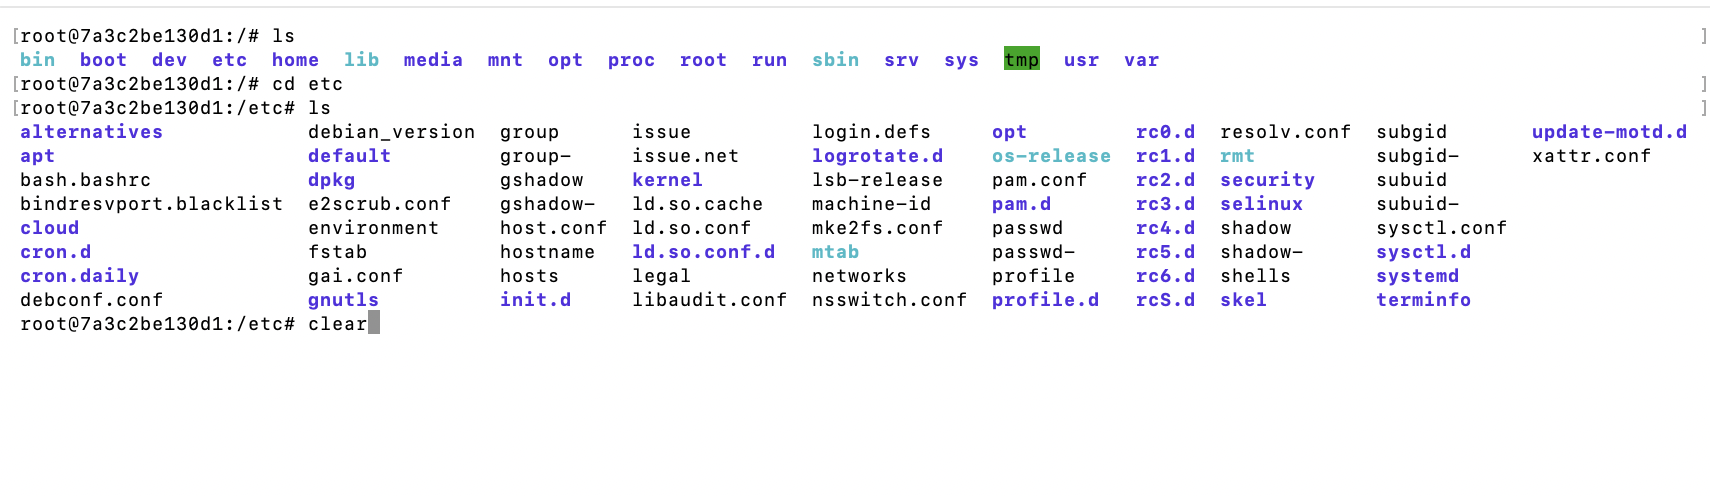 [root@7a3c2be130d1:/# ls ]
bin boot dev etc home lib media mnt opt proc root run sbin srv sys tmp usr var
[root@7a3c2be130d1:/# cd etc ]
[root@7a3c2be130d1:/etc# ls ]
alternatives debian_version group issue login.defs opt rc0.d resolv.conf subgid update-motd.d
apt default group- issue.net logrotate.d os-release rc1.d rmt subgid- xattr.conf
bash.bashrc dpkg gshadow kernel lsb-release pam.conf rc2.d security subuid
bindresvport.blacklist e2scrub.conf gshadow- ld.so.cache machine-id pam.d rc3.d selinux subuid-
cloud environment host.conf ld.so.conf mke2fs.conf passwd rc4.d shadow sysctl.conf
cron.d fstab hostname ld.so.conf.d mtab passwd- rc5.d shadow- sysctl.d
cron.daily gai.conf hosts legal networks profile rc6.d shells systemd
debconf.conf gnutls init.d libaudit.conf nsswitch.conf profile.d rcS.d skel terminfo
root@7a3c2be130d1:/etc# clear